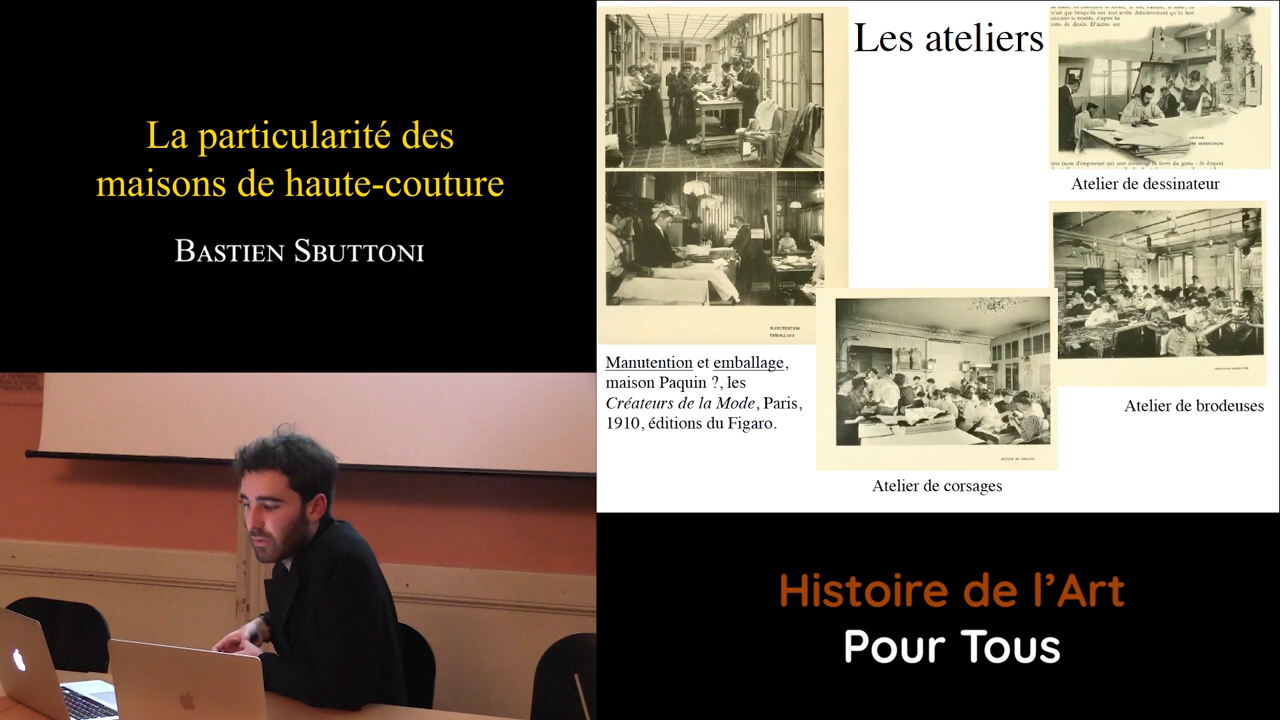 La particularité des
maisons de haute-couture
Bastien Sbuttoni
Les ateliers
Atelier de dessinateur
MANUTENTION
EMBALLAGE
Manutention et emballage,
maison Paquin ?, les
Créateurs de la Mode, Paris,
1910, éditions du Figaro.
Atelier de brodeuses
Atelier de corsages
Histoire de l'Art
Pour Tous